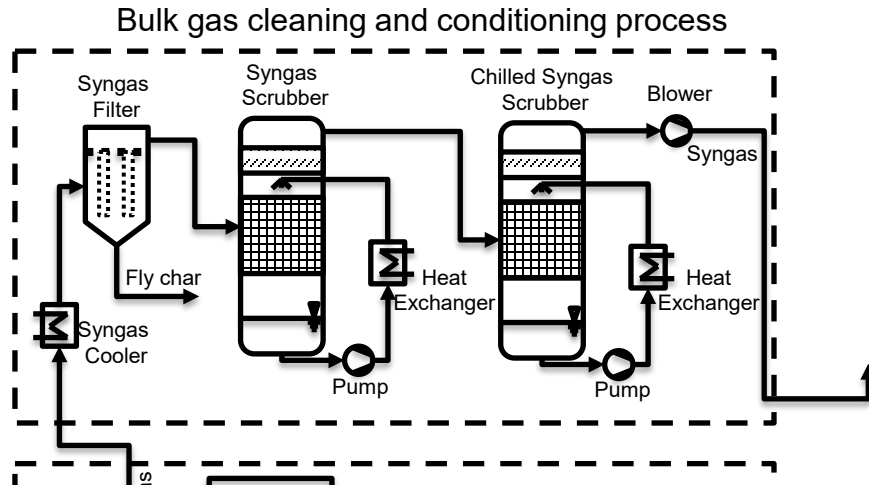 Bulk gas cleaning and conditioning process
Syngas
Filter
Syngas
Scrubber
Chilled Syngas
Scrubber
Blower
Syngas
Fly char
Heat
Exchanger
Heat
Exchanger
Syngas
Cooler
Pump
Pump